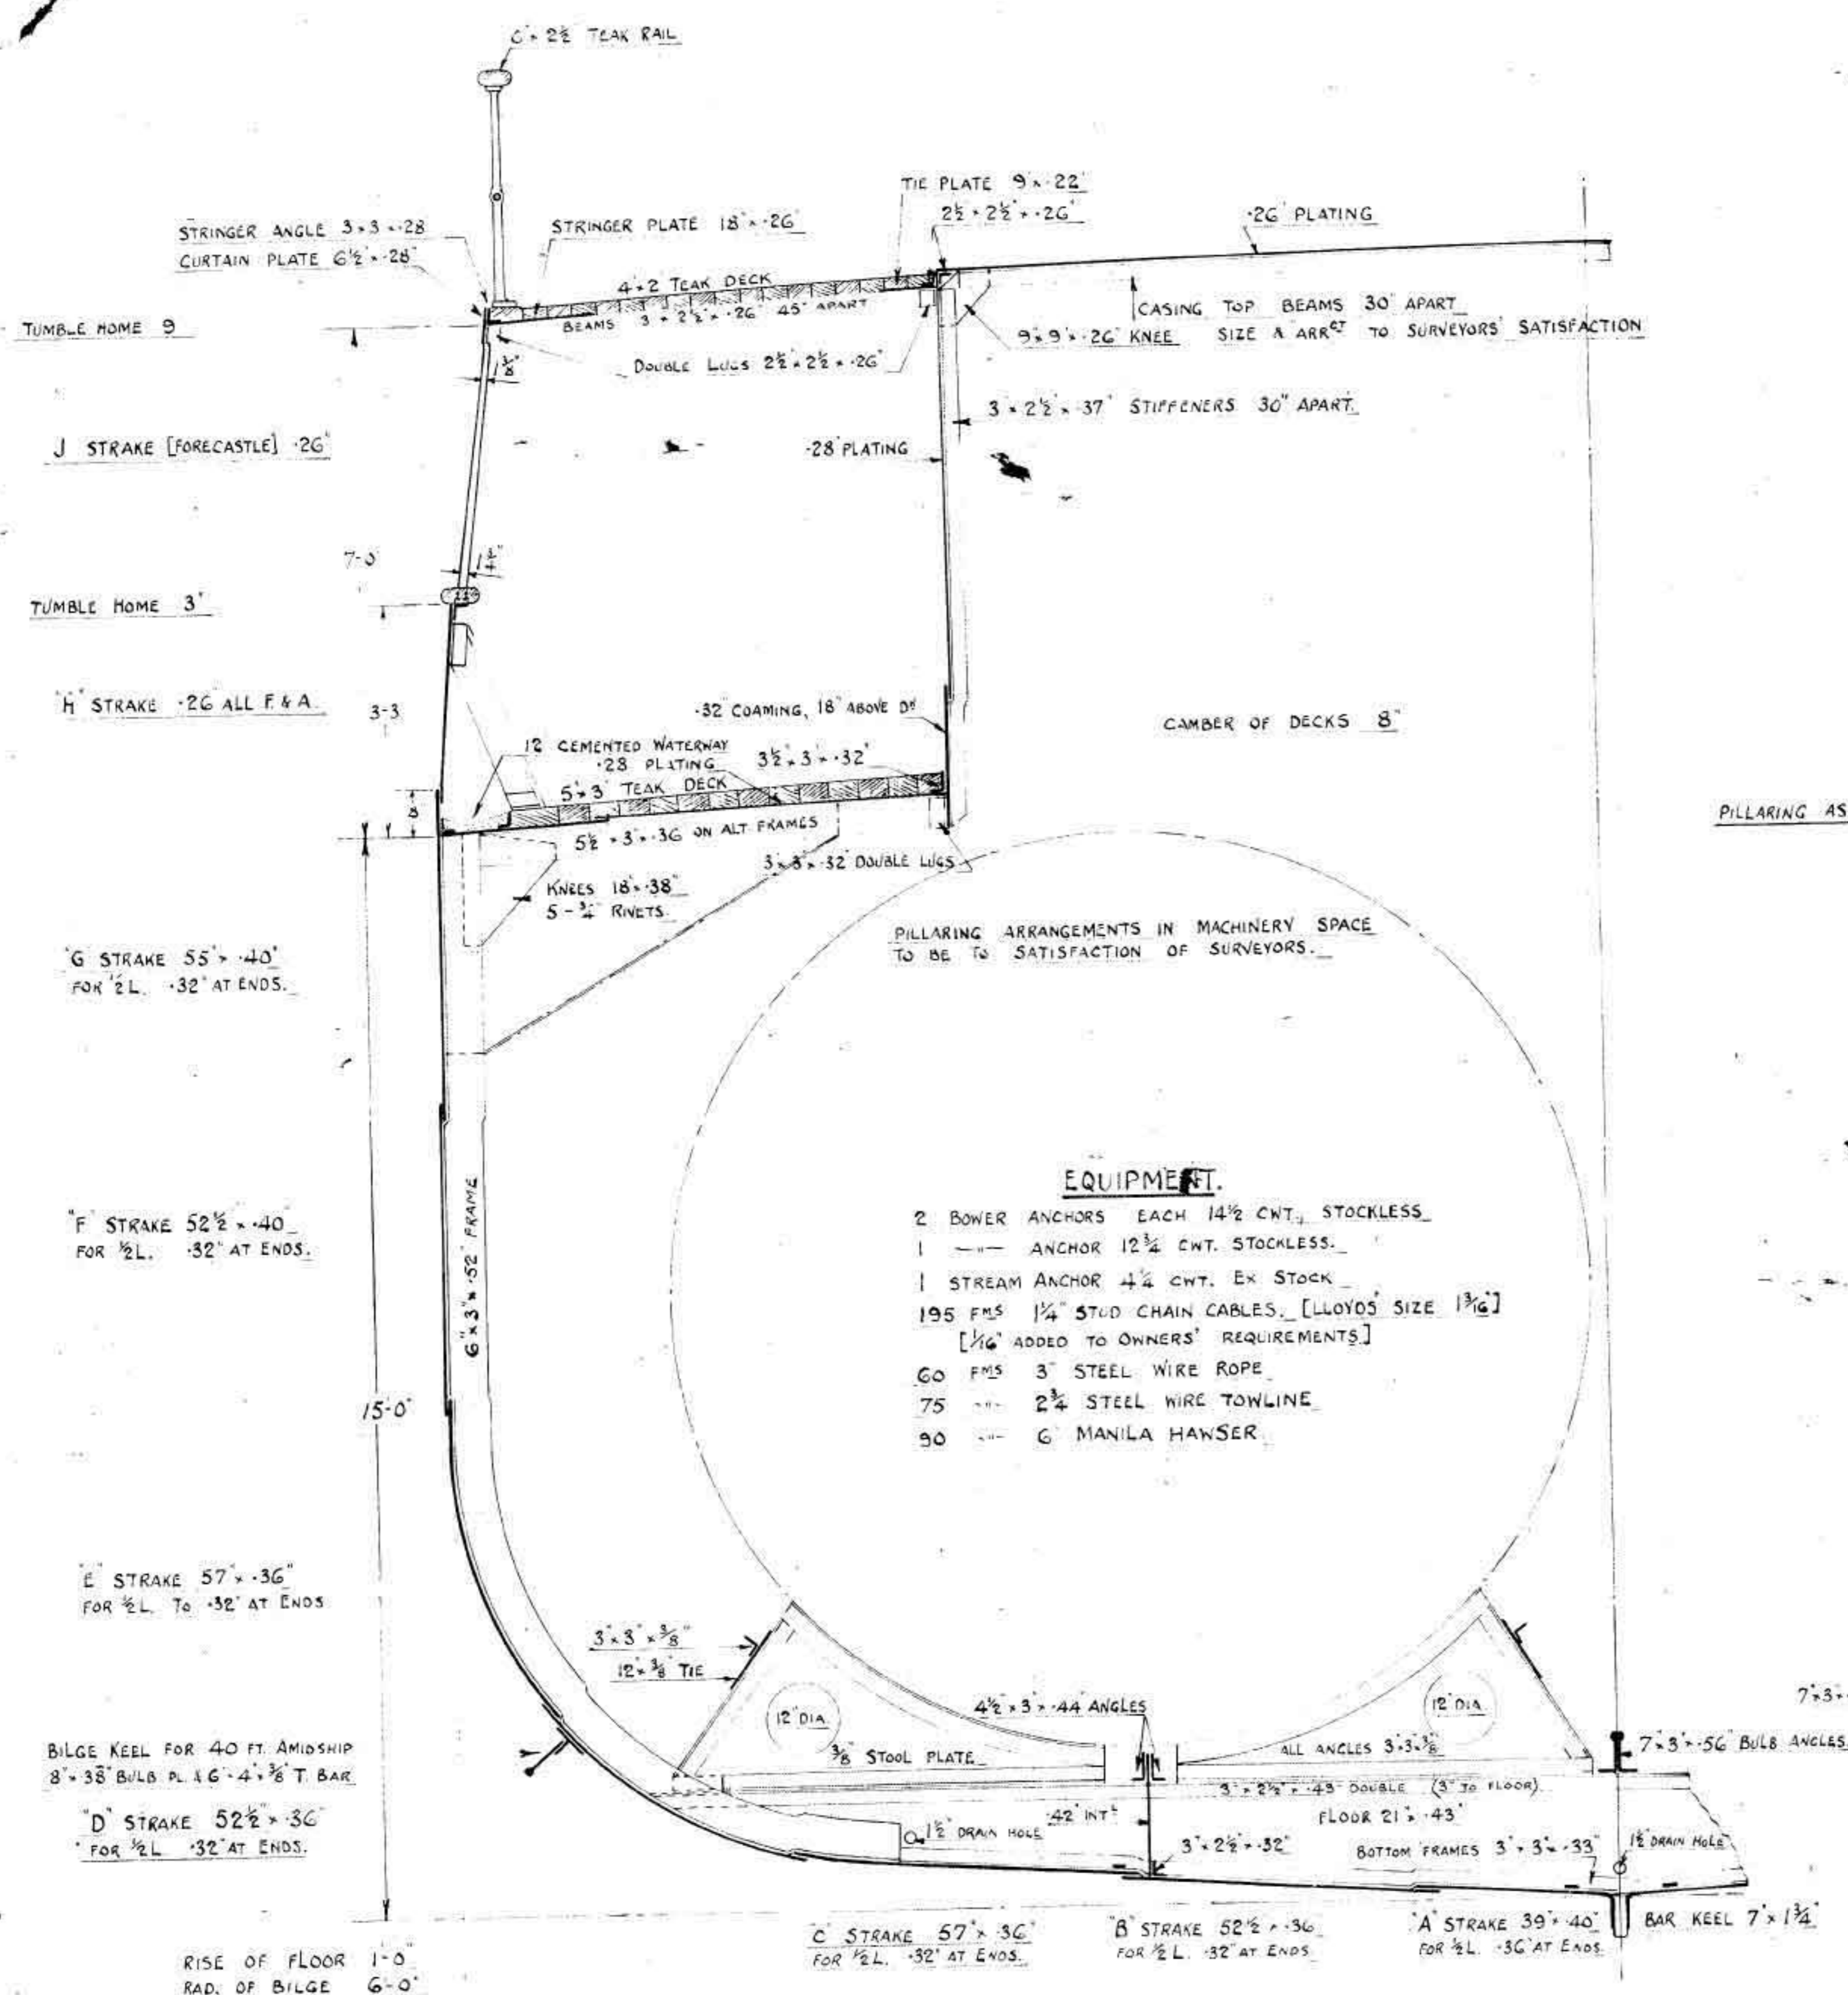 6" × 2½" TEAK RAIL
TIE PLATE 9" × ·22"
2½ × 2½ × ·26"
·26" PLATING
STRINGER ANGLE 3 × 3 × ·28
CURTAIN PLATE 6½" × ·28"
STRINGER PLATE 18" × ·26"
4" × 2" TEAK DECK
BEAMS 3 × 2½" × ·26" 45" APART
TUMBLE HOME 9
CASING TOP BEAMS 30" APART
SIZE & ARRGT TO SURVEYORS' SATISFACTION
9" × 9" × ·26" KNEE
DOUBLE LUGS 2½" × 2½ × ·26"
1⅜"
3" × 2½" × ·37" STIFFENERS 30" APART.
J STRAKE [FORECASTLE] ·26"
·28" PLATING
7-0"
1¾"
TUMBLE HOME 3"
"H" STRAKE ·26" ALL F. & A.
3-3
·32" COAMING, 18" ABOVE DK
CAMBER OF DECKS 8"
12" CEMENTED WATERWAY
·28 PLATING
3½" × 3" × ·32"
5" × 3" TEAK DECK
8"
5½ × 3" × ·36 ON ALT FRAMES
3" × 3" × ·32" DOUBLE LUGS
PILLARING AS
KNEES 18" × ·38"
5 - ¾" RIVETS.
PILLARING ARRANGEMENTS IN MACHINERY SPACE
TO BE TO SATISFACTION OF SURVEYORS.
"G" STRAKE 55" × ·40"
FOR ½L. ·32" AT ENDS.
EQUIPMENT.
2 BOWER ANCHORS EACH 14½ CWT., STOCKLESS
1 —"— ANCHOR 12¾ CWT. STOCKLESS.
1 STREAM ANCHOR 4¼ CWT. EX STOCK
195 FMS 1¼" STUD CHAIN CABLES. [LLOYDS' SIZE 1 3/16"]
[1/16" ADDED TO OWNERS' REQUIREMENTS]
60 FMS 3" STEEL WIRE ROPE
75 -"- 2¾ STEEL WIRE TOWLINE
90 -"- 6" MANILA HAWSER
"F" STRAKE 52½ × ·40
FOR ½L. ·32" AT ENDS.
6" × 3" × ·52" FRAME
15-0"
"E" STRAKE 57" × ·36"
FOR ½L. TO ·32" AT ENDS
3" × 3" × ⅜"
12" × ⅜" TIE
12" DIA.
4½" × 3" × ·44" ANGLES
12" DIA.
7" × 3" ×
⅜" STOOL PLATE
ALL ANGLES 3" × 3" × ⅜"
7" × 3" × ·56" BULB ANGLES
BILGE KEEL FOR 40 FT. AMIDSHIP
8" × ·38" BULB PL. & 6" × 4" × ⅜" T. BAR
3" × 2½" × ·43" DOUBLE (3" TO FLOOR)
"D" STRAKE 52½" × ·36"
FOR ½L ·32" AT ENDS.
1½" DRAIN HOLE
·42" INTL
FLOOR 21" × ·43"
3" × 2½" × ·32"
BOTTOM FRAMES 3" × 3" × ·33"
1½" DRAIN HOLE
"C" STRAKE 57" × ·36"
FOR ½L. ·32" AT ENDS.
"B" STRAKE 52½ × ·36
FOR ½L. ·32" AT ENDS
"A" STRAKE 39" × ·40"
FOR ½L. ·36" AT ENDS.
BAR KEEL 7" × 1¾"
RISE OF FLOOR 1-0"
RAD. OF BILGE 6-0"